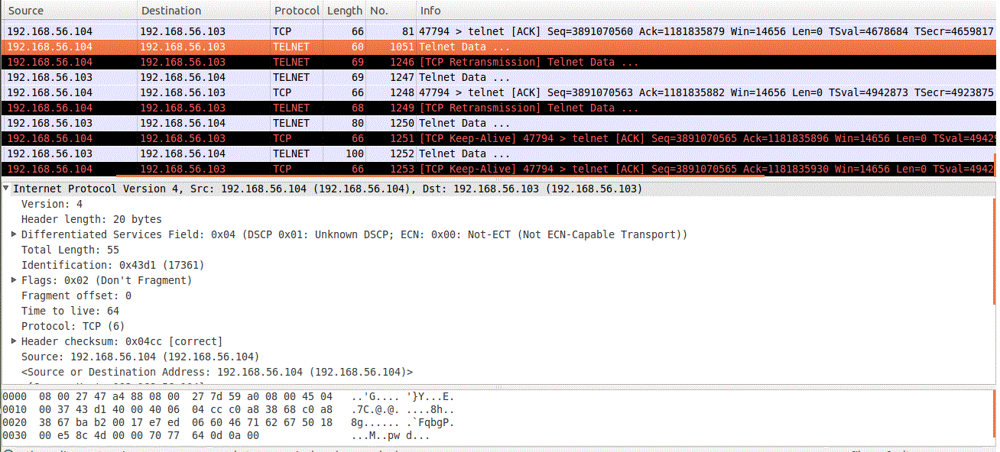 Source Destination Protocol Length No. Info
192.168.56.104 192.168.56.103 TCP 66 81 47794 > telnet [ACK] Seq=3891070560 Ack=1181835879 Win=14656 Len=0 TSval=4678684 TSecr=4659817
192.168.56.104 192.168.56.103 TELNET 60 1051 Telnet Data ...
192.168.56.104 192.168.56.103 TELNET 69 1246 [TCP Retransmission] Telnet Data ...
192.168.56.103 192.168.56.104 TELNET 69 1247 Telnet Data ...
192.168.56.104 192.168.56.103 TCP 66 1248 47794 > telnet [ACK] Seq=3891070563 Ack=1181835882 Win=14656 Len=0 TSval=4942873 TSecr=4923875
192.168.56.104 192.168.56.103 TELNET 68 1249 [TCP Retransmission] Telnet Data ...
192.168.56.103 192.168.56.104 TELNET 80 1250 Telnet Data ...
192.168.56.104 192.168.56.103 TCP 66 1251 [TCP Keep-Alive] 47794 > telnet [ACK] Seq=3891070565 Ack=1181835896 Win=14656 Len=0 TSval=4942
192.168.56.103 192.168.56.104 TELNET 100 1252 Telnet Data ...
192.168.56.104 192.168.56.103 TCP 66 1253 [TCP Keep-Alive] 47794 > telnet [ACK] Seq=3891070565 Ack=1181835930 Win=14656 Len=0 TSval=4942
Internet Protocol Version 4, Src: 192.168.56.104 (192.168.56.104), Dst: 192.168.56.103 (192.168.56.103)
Version: 4
Header length: 20 bytes
Differentiated Services Field: 0x04 (DSCP 0x01: Unknown DSCP; ECN: 0x00: Not-ECT (Not ECN-Capable Transport))
Total Length: 55
Identification: 0x43d1 (17361)
Flags: 0x02 (Don't Fragment)
Fragment offset: 0
Time to live: 64
Protocol: TCP (6)
Header checksum: 0x04cc [correct]
Source: 192.168.56.104 (192.168.56.104)
<Source or Destination Address: 192.168.56.104 (192.168.56.104)>
0000 08 00 27 47 a4 88 08 00 27 7d 59 a0 08 00 45 04 ..'G.... '}Y...E.
0010 00 37 43 d1 40 00 40 06 04 cc c0 a8 38 68 c0 a8 .7C.@.@. ....8h..
0020 38 67 ba b2 00 17 e7 ed 06 60 46 71 62 67 50 18 8g...... .`FqbgP.
0030 00 e5 8c 4d 00 00 70 77 64 0d 0a 00 ...M..pw d...